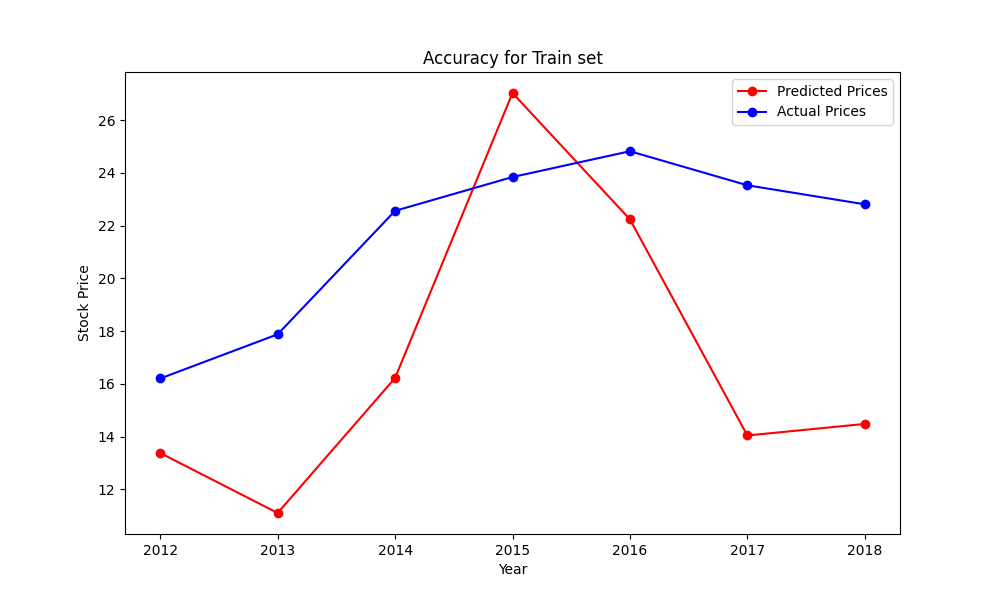 Accuracy for Train set
Predicted Prices
Actual Prices
26
24
22
20
18
16
14
12
Stock Price
2012 2013 2014 2015 2016 2017 2018
Year